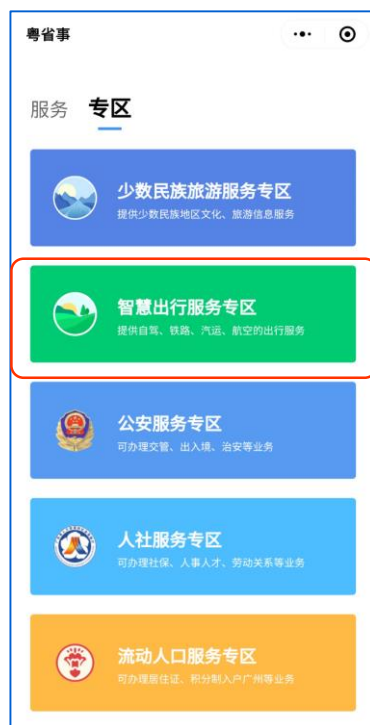 粤省事
服务 专区
少数民族旅游服务专区
提供少数民族地区文化、旅游信息服务
智慧出行服务专区
提供自驾、铁路、汽运、航空的出行服务
公安服务专区
可办理交管、出入境、治安等业务
人社服务专区
可办理社保、人事人才、劳动关系等业务
流动人口服务专区
可办理居住证、积分制入户广州等业务